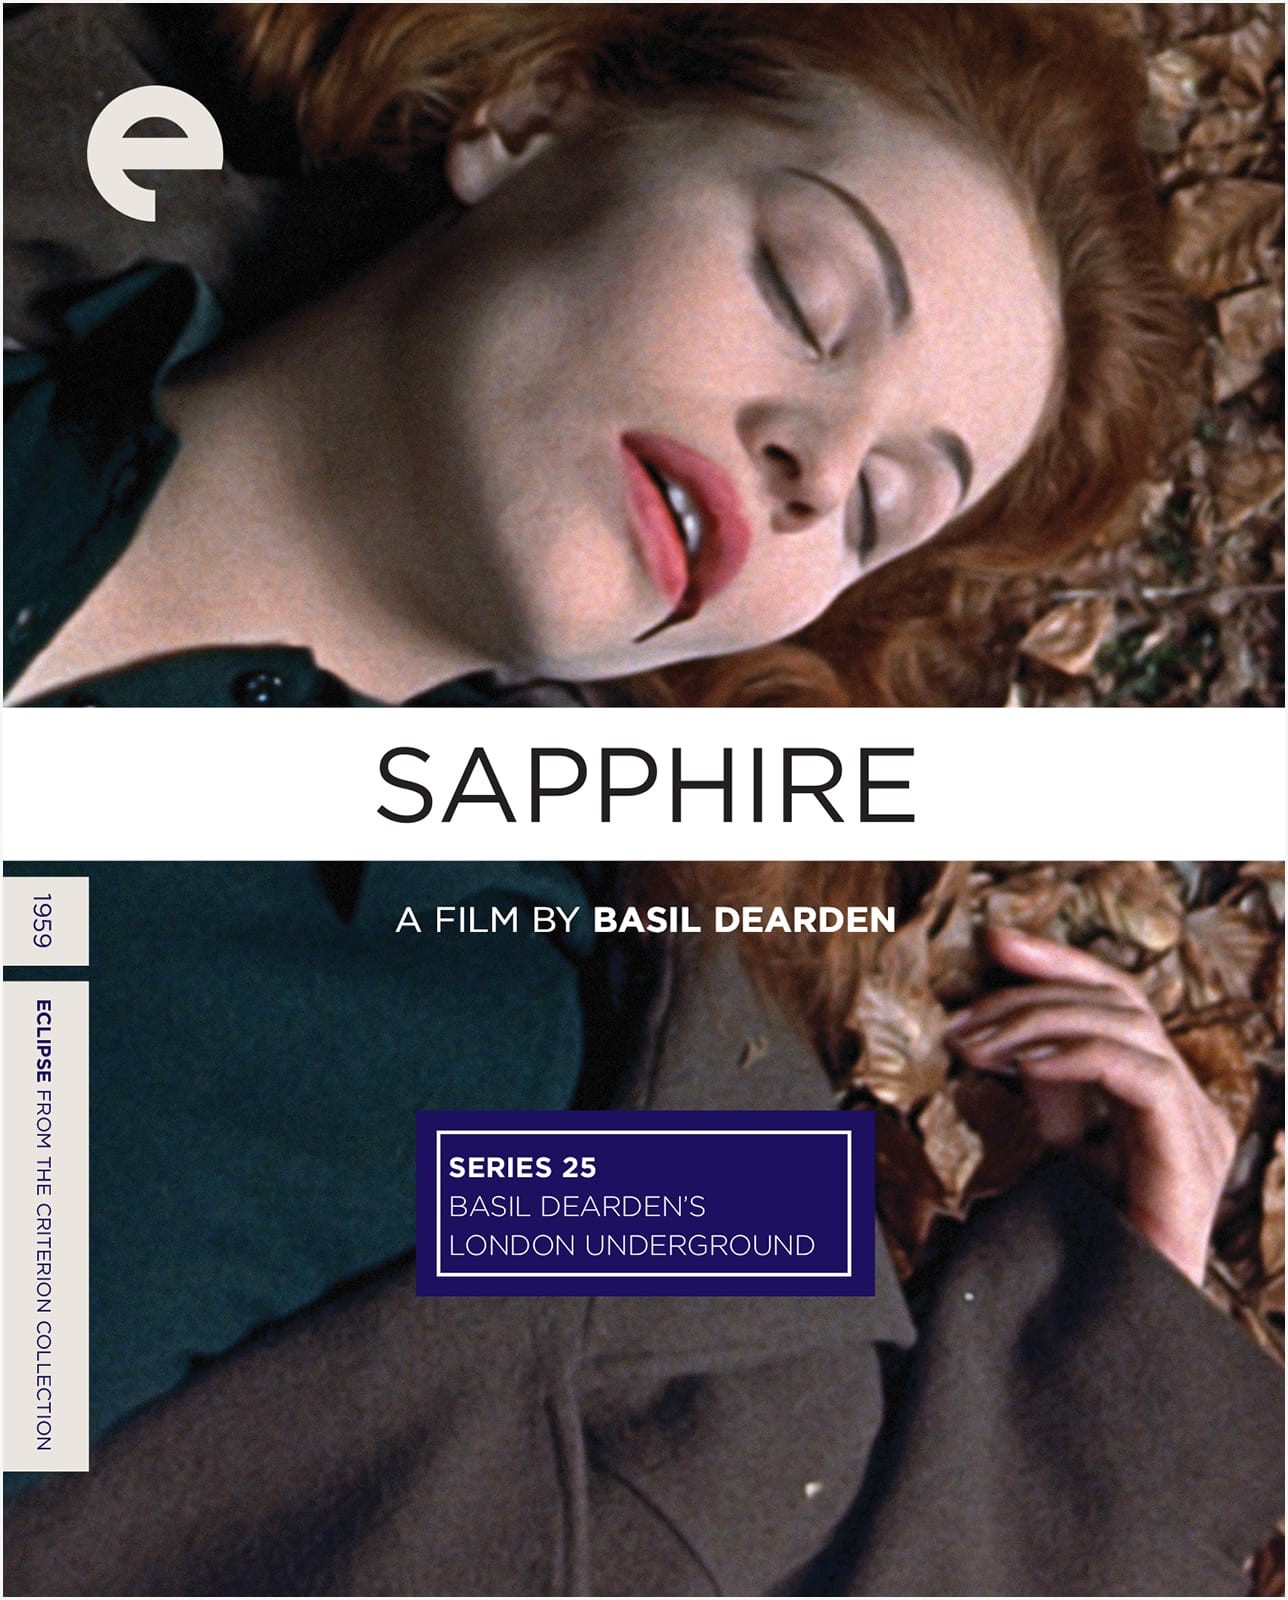 e
SAPPHIRE
A FILM BY BASIL DEARDEN
1959
ECLIPSE FROM THE CRITERION COLLECTION
SERIES 25
BASIL DEARDEN’S
LONDON UNDERGROUND